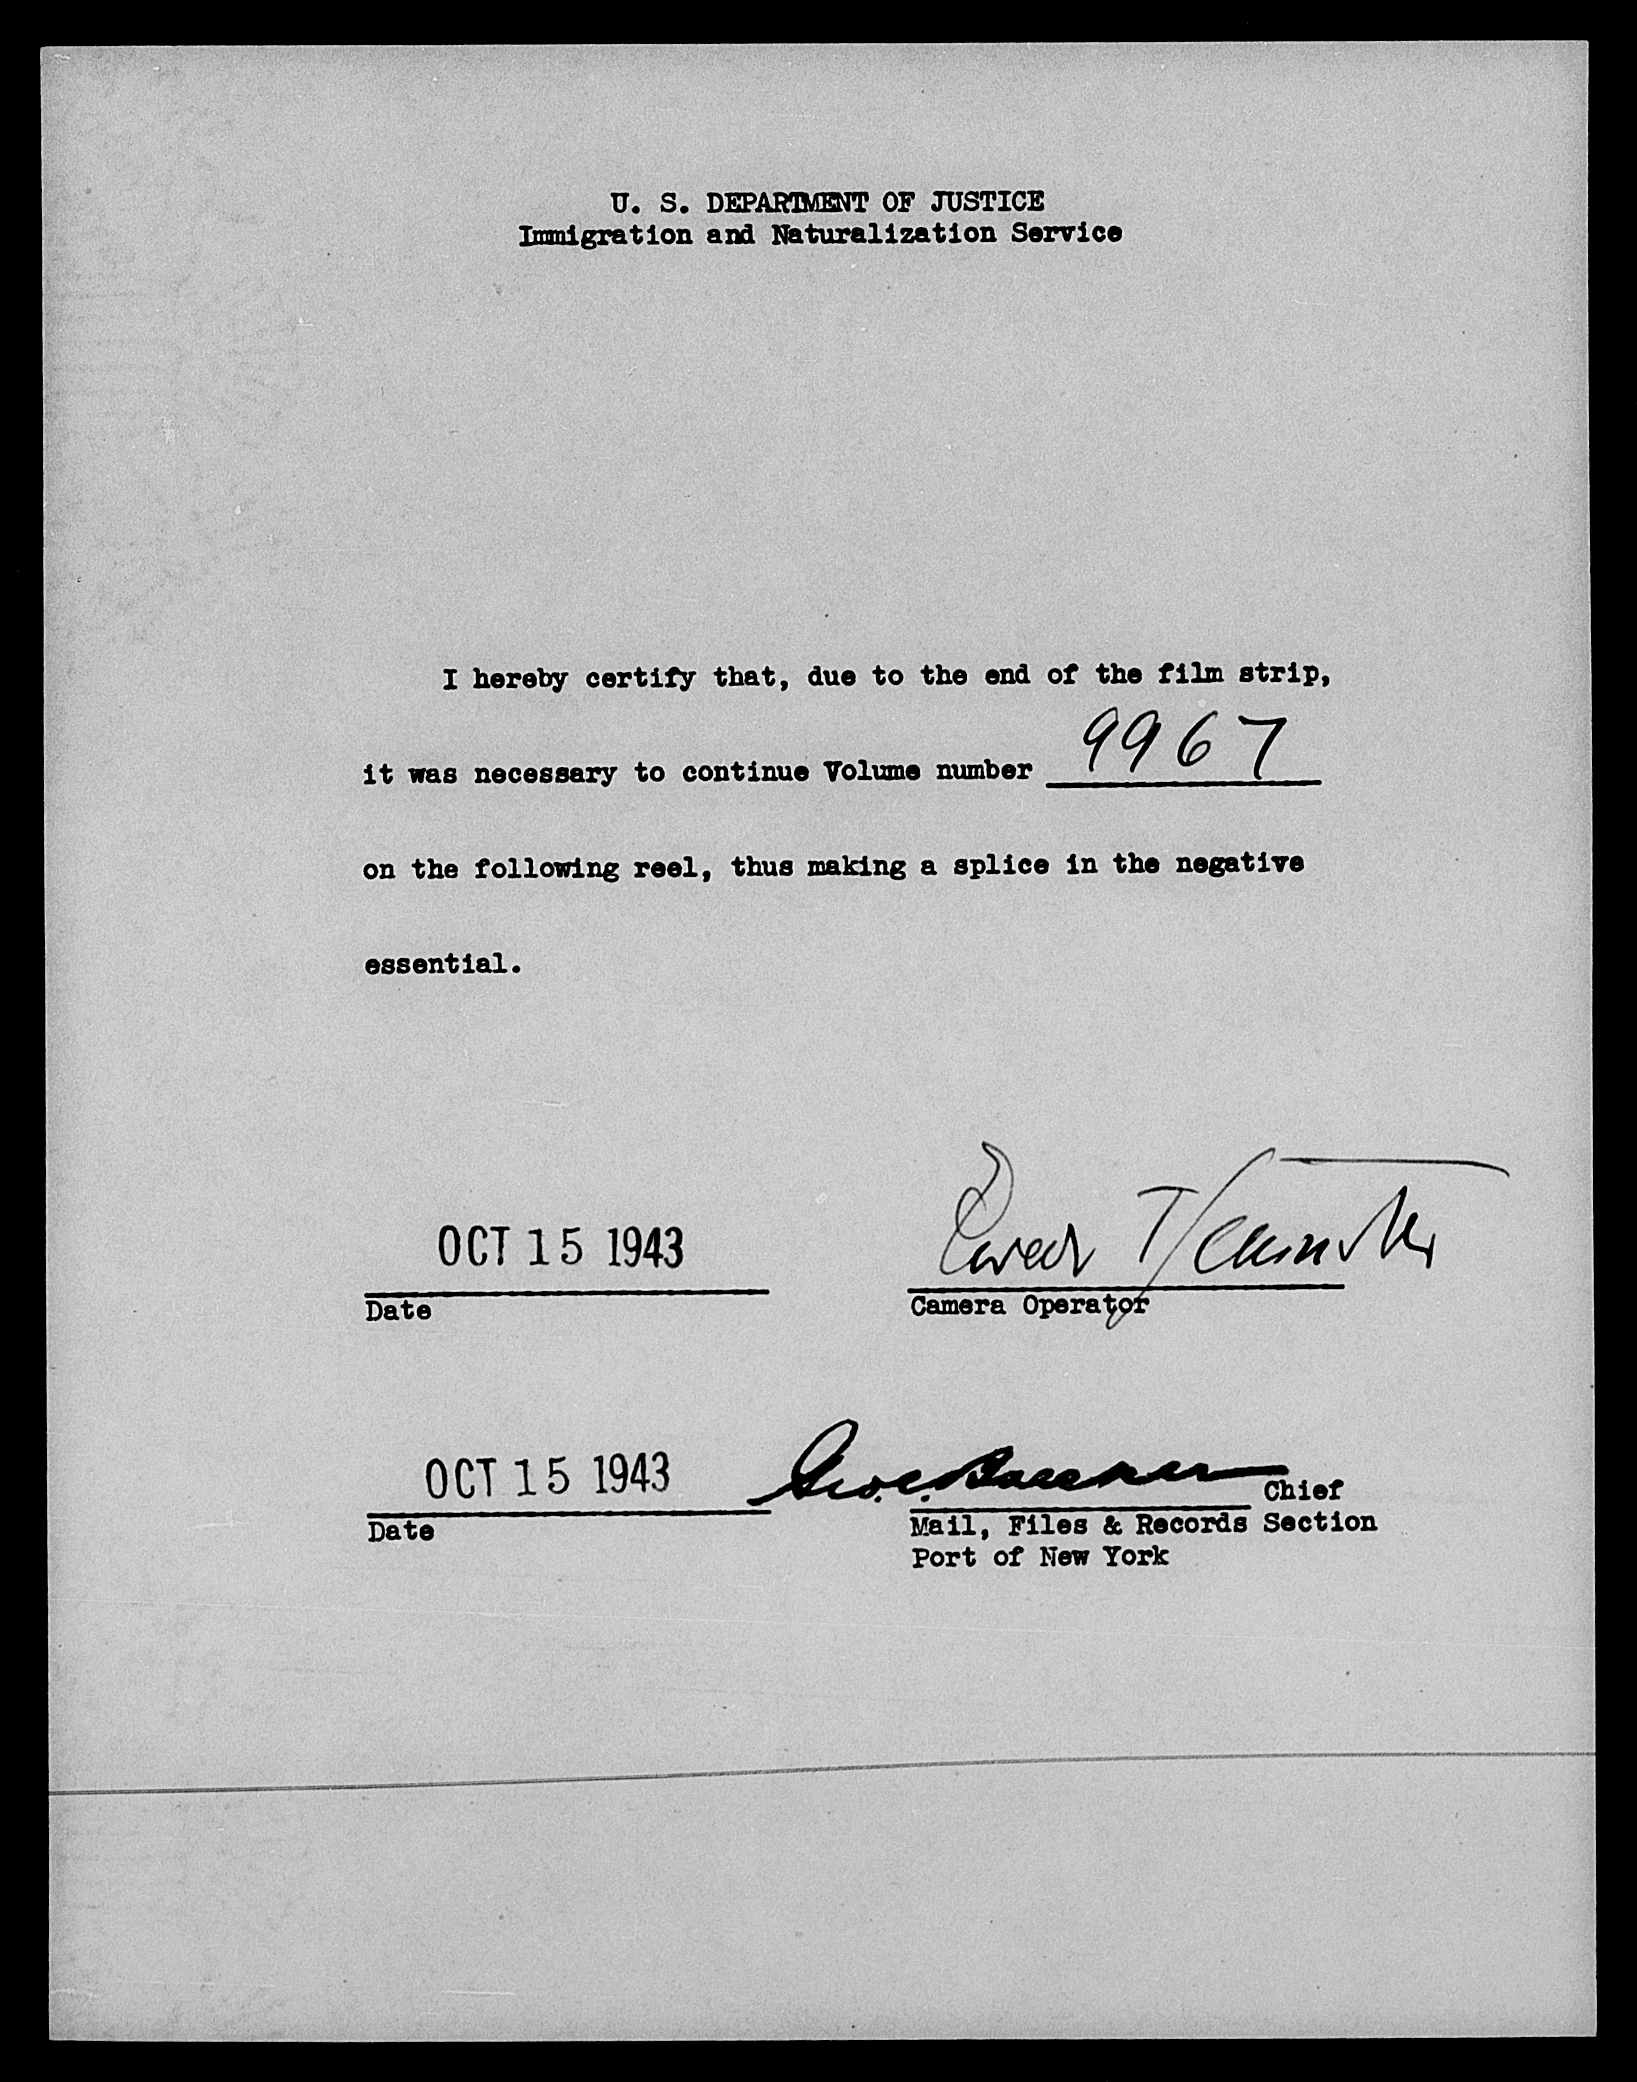 U. S. DEPARTMENT OF JUSTICE
Immigration and Naturalization Service
I hereby certify that, due to the end of the film strip,
it was necessary to continue Volume number 9967
on the following reel, thus making a splice in the negative
essential.
OCT 15 1943
Date
Camera Operator
OCT 15 1943
Geo. C.
Chief
Date
Mail, Files & Records Section
Port of New York